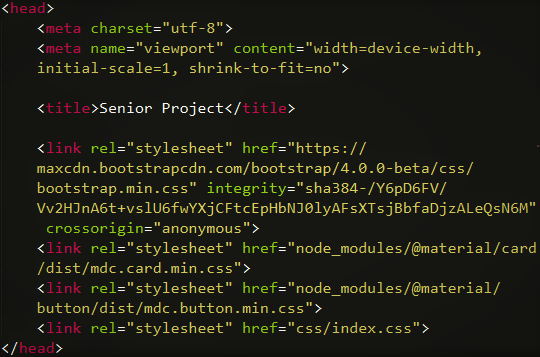 <head>
<meta charset="utf-8">
<meta name="viewport" content="width=device-width,
initial-scale=1, shrink-to-fit=no">
<title>Senior Project</title>
<link rel="stylesheet" href="https://
maxcdn.bootstrapcdn.com/bootstrap/4.0.0-beta/css/
bootstrap.min.css" integrity="sha384-/Y6pD6FV/
Vv2HJnA6t+vslU6fwYXjCFtcEpHbNJ0lyAFsXTsjBbfaDjzALeQsN6M"
crossorigin="anonymous">
<link rel="stylesheet" href="node_modules/@material/card
/dist/mdc.card.min.css">
<link rel="stylesheet" href="node_modules/@material/
button/dist/mdc.button.min.css">
<link rel="stylesheet" href="css/index.css">
</head>